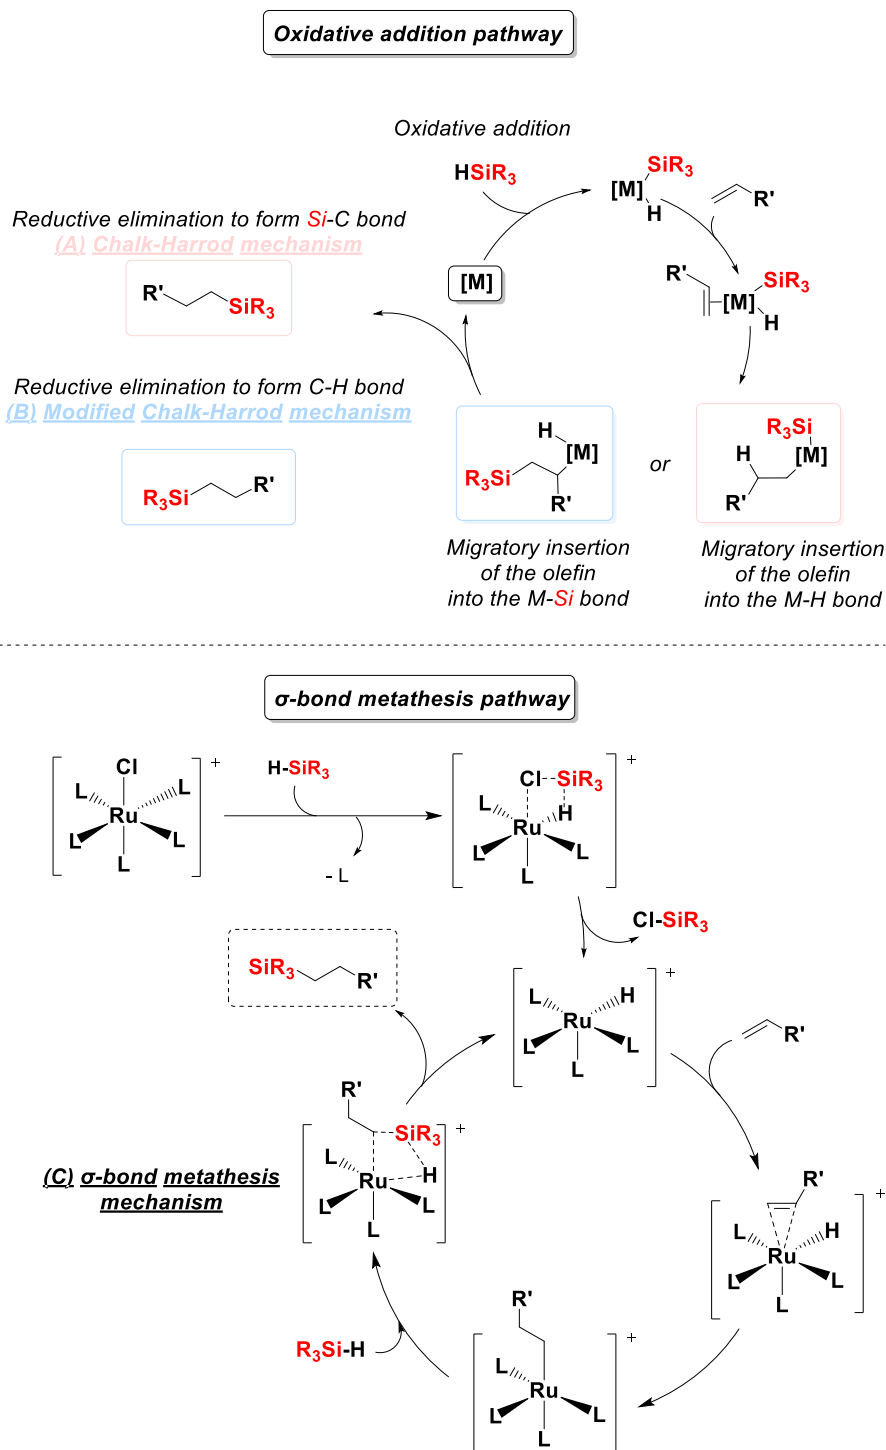 Oxidative addition pathway
Oxidative addition
HSiR3
[M]
SiR3
H
R'
Reductive elimination to form Si-C bond
(A) Chalk-Harrod mechanism
R'
SiR3
[M]
R'
[M]
SiR3
H
Reductive elimination to form C-H bond
(B) Modified Chalk-Harrod mechanism
R3Si
R'
H
[M]
R3Si
R'
or
R3Si
H
[M]
R'
Migratory insertion
of the olefin
into the M-Si bond
Migratory insertion
of the olefin
into the M-H bond
σ-bond metathesis pathway
Cl
L
L
Ru
L
L
L
+
H-SiR3
- L
Cl
SiR3
L
H
Ru
L
L
L
+
Cl-SiR3
SiR3
R'
L
H
Ru
L
L
L
+
R'
R'
SiR3
L
H
Ru
L
L
L
+
(C) σ-bond metathesis
mechanism
R'
L
H
Ru
L
L
L
+
R3Si-H
R'
L
Ru
L
L
L
+